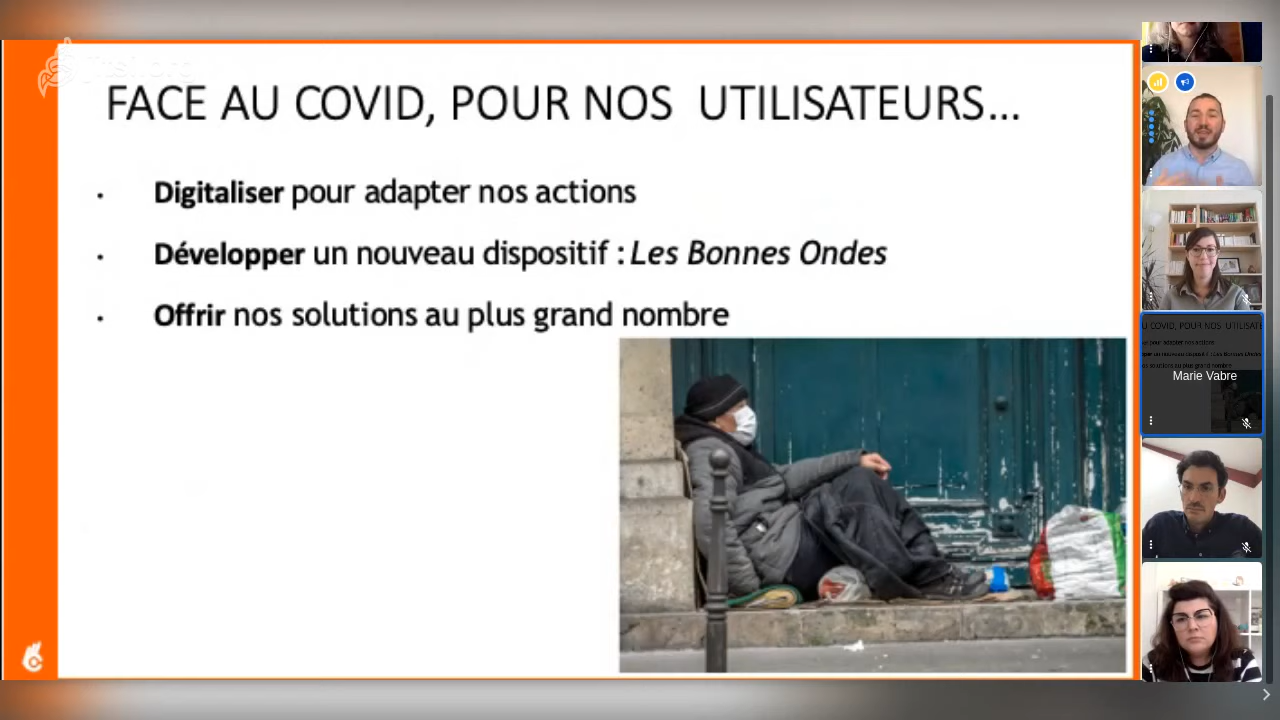 FACE AU COVID, POUR NOS UTILISATEURS...
• Digitaliser pour adapter nos actions
• Développer un nouveau dispositif : Les Bonnes Ondes
• Offrir nos solutions au plus grand nombre
Marie Vabre